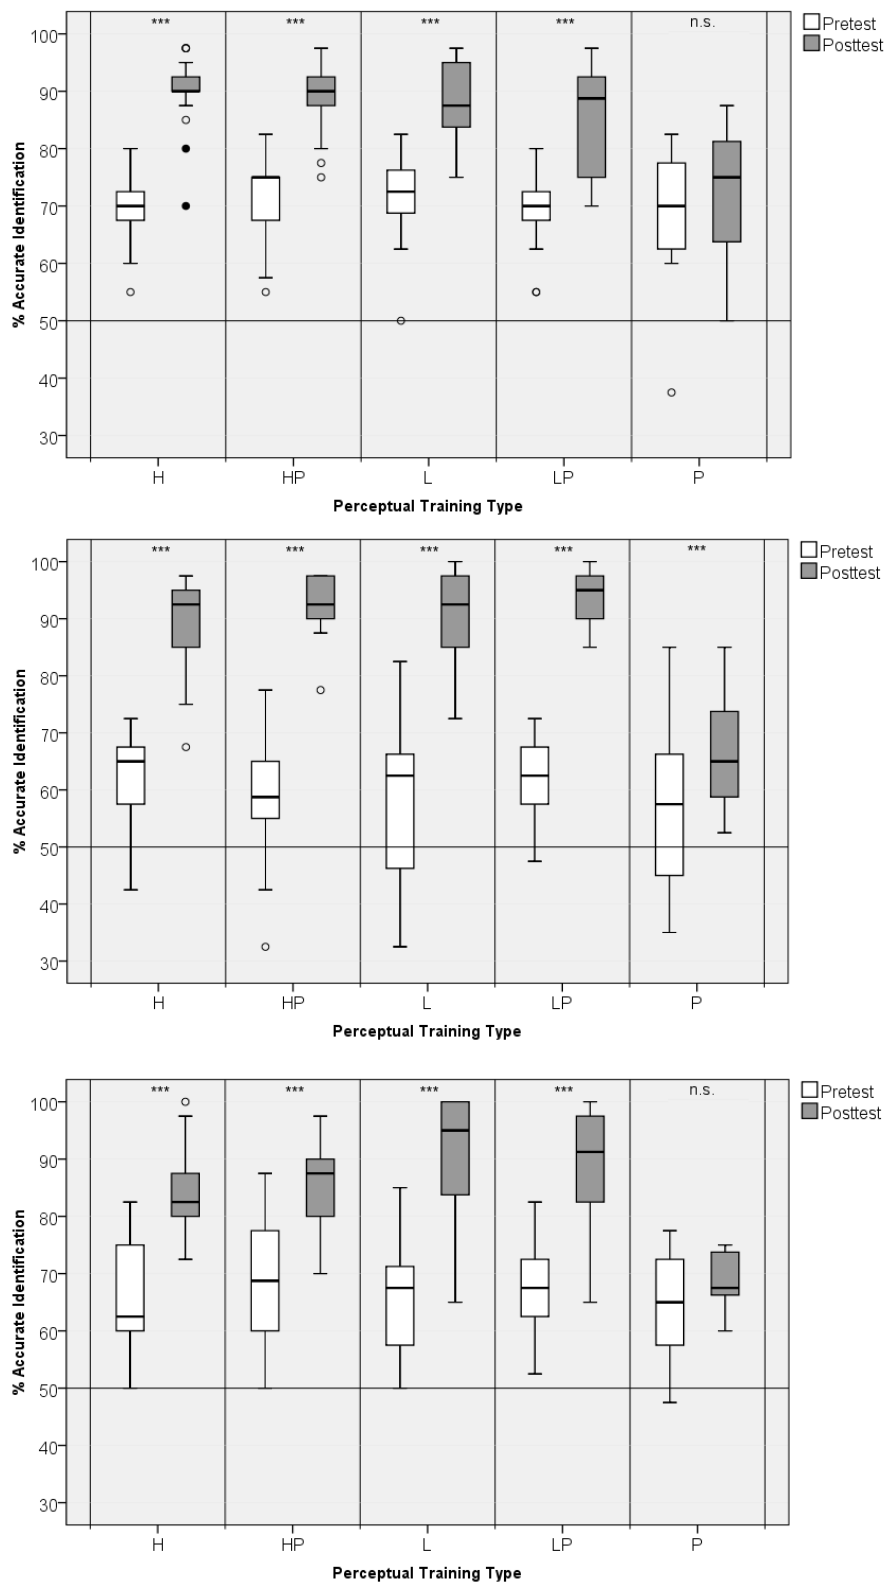 *** *** *** *** n.s.
Pretest
Posttest
100
90
80
70
60
50
40
30
% Accurate Identification
H HP L LP P
Perceptual Training Type
*** *** *** *** ***
Pretest
Posttest
100
90
80
70
60
50
40
30
% Accurate Identification
H HP L LP P
Perceptual Training Type
*** *** *** *** n.s.
Pretest
Posttest
100
90
80
70
60
50
40
30
% Accurate Identification
H HP L LP P
Perceptual Training Type